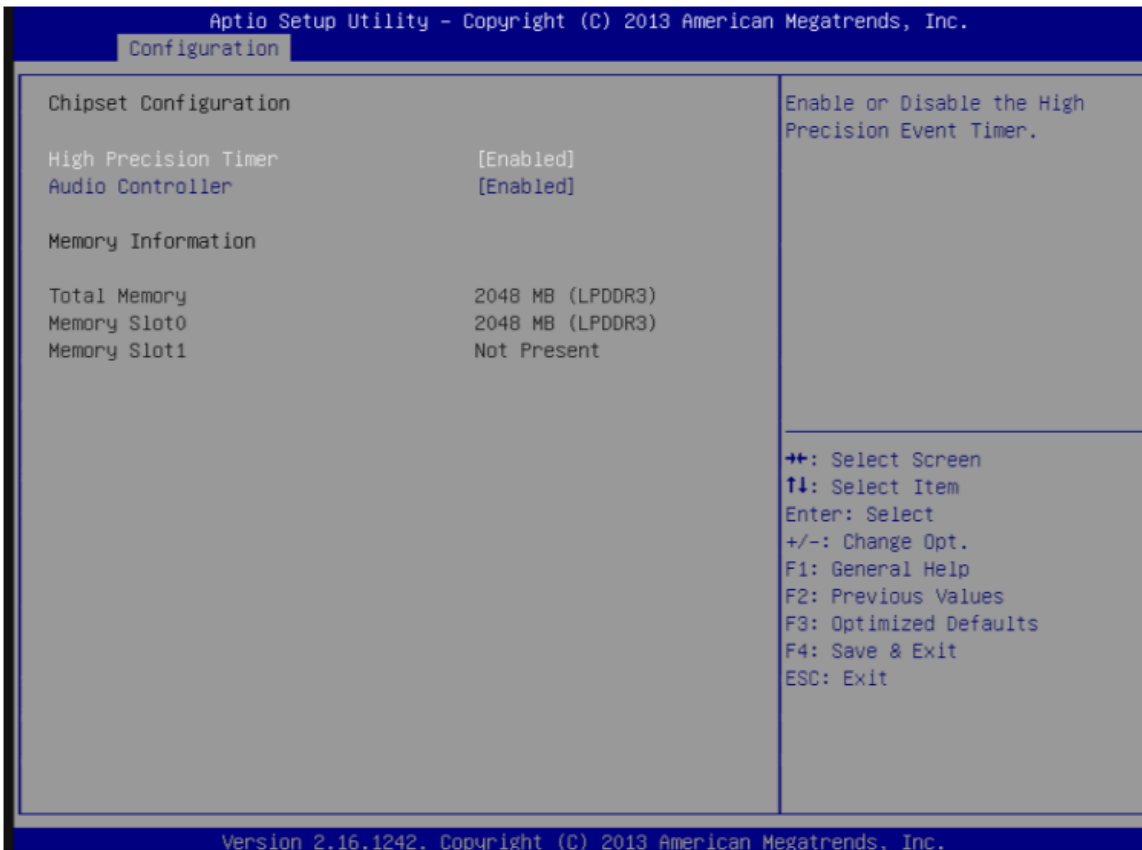 Aptio Setup Utility – Copyright (C) 2013 American Megatrends, Inc.
Configuration
Chipset Configuration
High Precision Timer [Enabled]
Audio Controller [Enabled]
Memory Information
Total Memory 2048 MB (LPDDR3)
Memory Slot0 2048 MB (LPDDR3)
Memory Slot1 Not Present
Enable or Disable the High
Precision Event Timer.
→←: Select Screen
↑↓: Select Item
Enter: Select
+/-: Change Opt.
F1: General Help
F2: Previous Values
F3: Optimized Defaults
F4: Save & Exit
ESC: Exit
Version 2.16.1242. Copyright (C) 2013 American Megatrends, Inc.